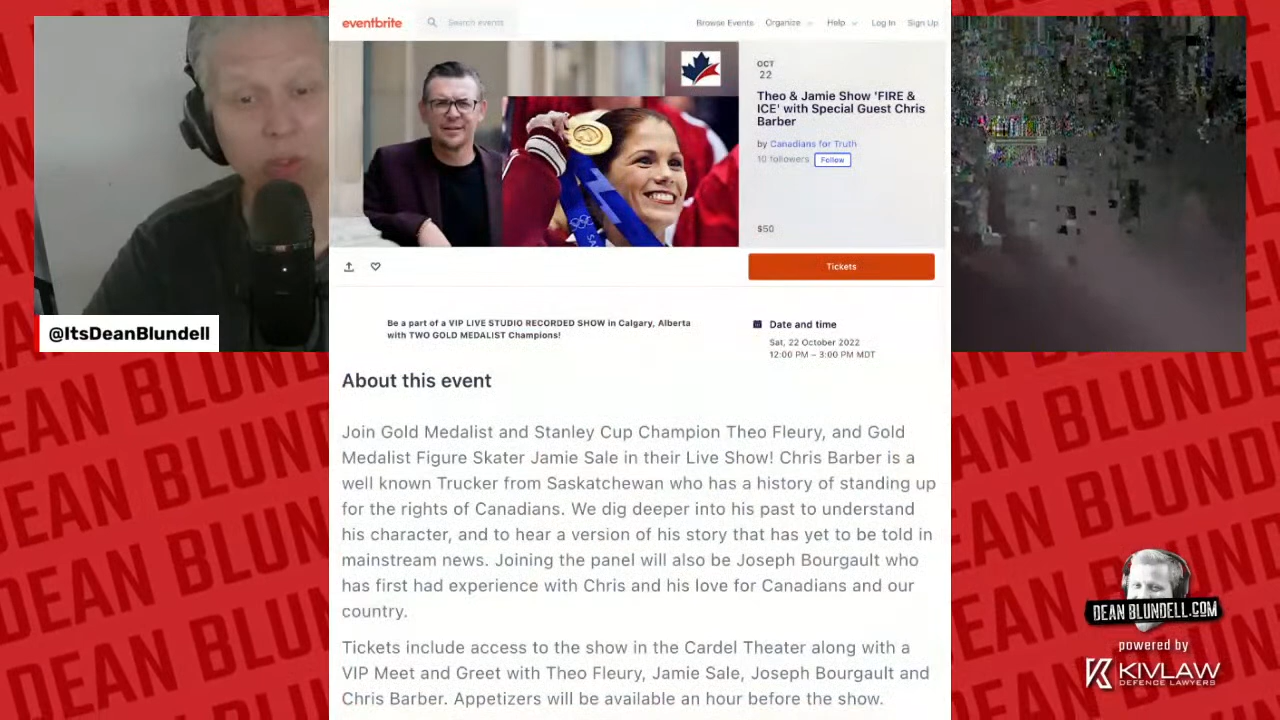 eventbrite
Search events
Browse Events
Organize
Help
Log In
Sign Up
OCT
22
Theo & Jamie Show 'FIRE &
ICE' with Special Guest Chris
Barber
by Canadians for Truth
10 followers
Follow
$50
Tickets
@ItsDeanBlundell
Be a part of a VIP LIVE STUDIO RECORDED SHOW in Calgary, Alberta
with TWO GOLD MEDALIST Champions!
Date and time
Sat, 22 October 2022
12:00 PM – 3:00 PM MDT
About this event
Join Gold Medalist and Stanley Cup Champion Theo Fleury, and Gold
Medalist Figure Skater Jamie Sale in their Live Show! Chris Barber is a
well known Trucker from Saskatchewan who has a history of standing up
for the rights of Canadians. We dig deeper into his past to understand
his character, and to hear a version of his story that has yet to be told in
mainstream news. Joining the panel will also be Joseph Bourgault who
has first had experience with Chris and his love for Canadians and our
country.
Tickets include access to the show in the Cardel Theater along with a
VIP Meet and Greet with Theo Fleury, Jamie Sale, Joseph Bourgault and
Chris Barber. Appetizers will be available an hour before the show.
DEAN BLUNDELL.COM
powered by
KIVLAW
DEFENCE LAWYERS